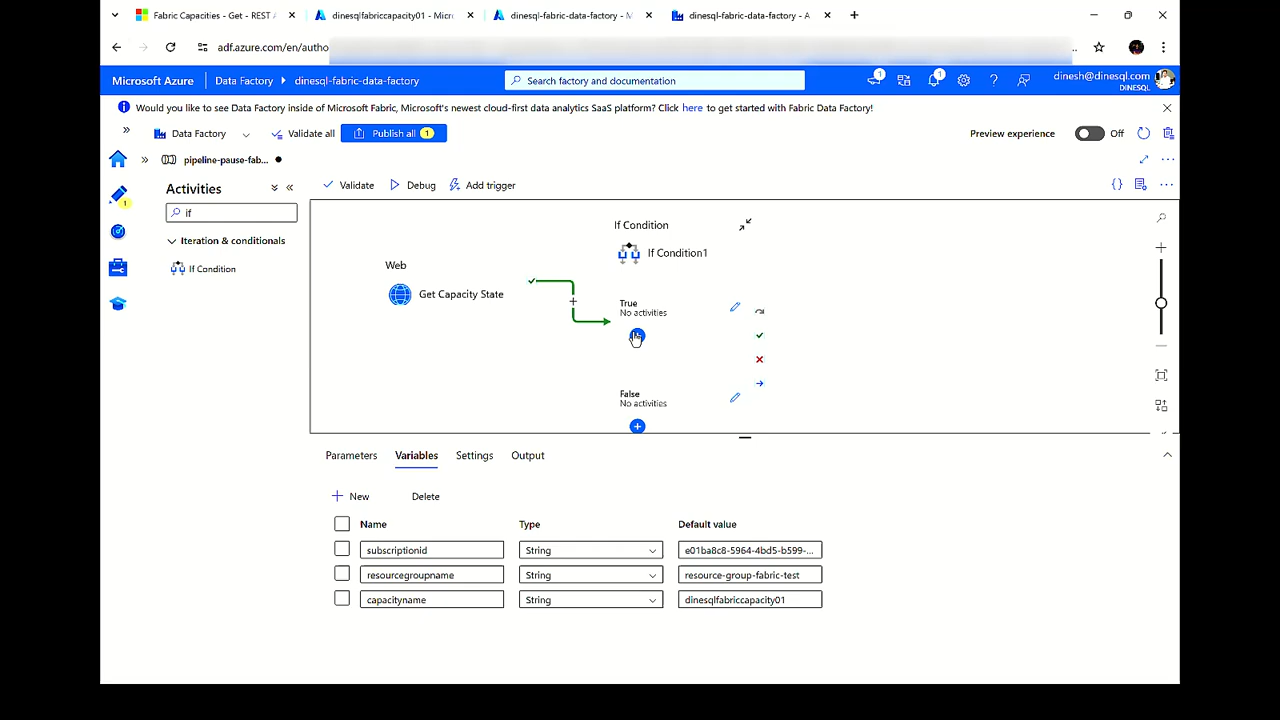 Fabric Capacities - Get - REST A
dinesqlfabriccapacity01 - Micro
dinesql-fabric-data-factory - M
dinesql-fabric-data-factory - A
adf.azure.com/en/autho
Microsoft Azure
Data Factory
dinesql-fabric-data-factory
Search factory and documentation
1
1
dinesh@dinesql.com
DINESQL
Would you like to see Data Factory inside of Microsoft Fabric, Microsoft's newest cloud-first data analytics SaaS platform? Click here to get started with Fabric Data Factory!
Data Factory
Validate all
Publish all
1
Preview experience
Off
pipeline-pause-fab...
Activities
Validate
Debug
Add trigger
1
if
Iteration & conditionals
If Condition
If Condition
If Condition1
Web
Get Capacity State
True
No activities
False
No activities
Parameters
Variables
Settings
Output
New
Delete
Name
Type
Default value
subscriptionid
String
e01ba8c8-5964-4bd5-b599-...
resourcegroupname
String
resource-group-fabric-test
capacityname
String
dinesqlfabriccapacity01